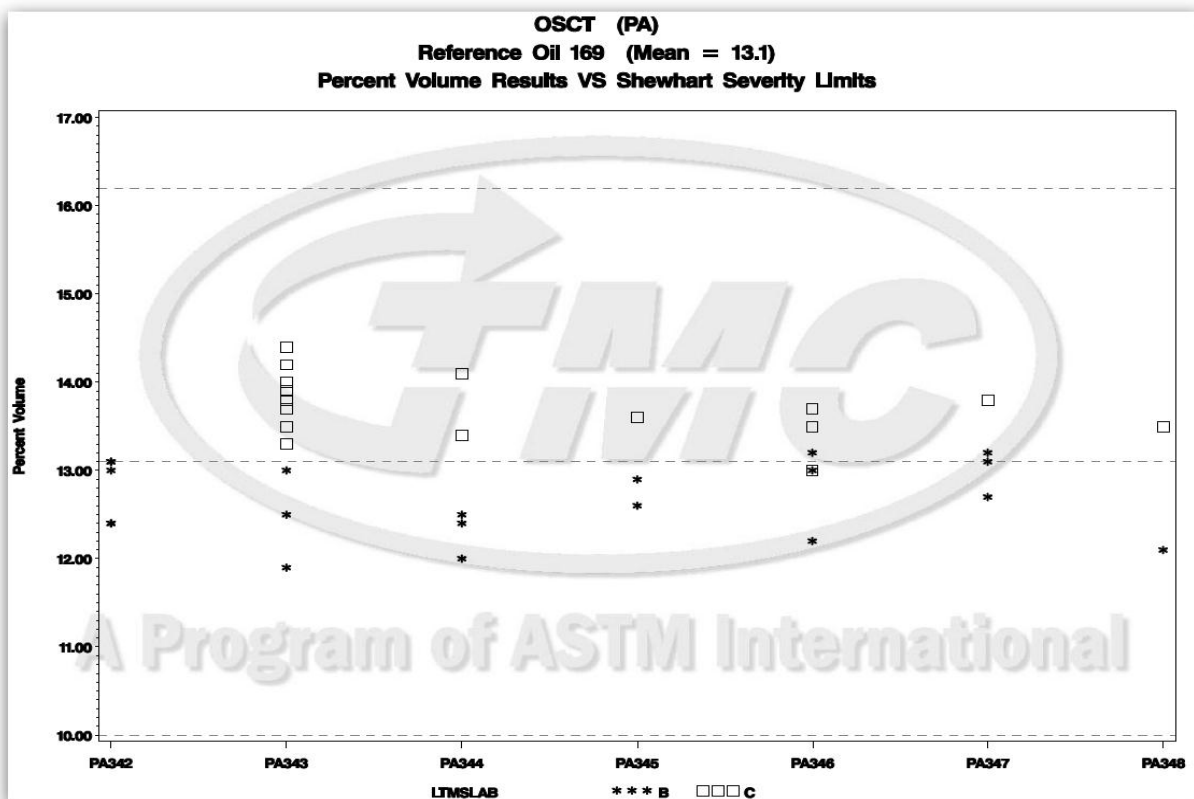 OSCT (PA)
Reference Oil 169 (Mean = 13.1)
Percent Volume Results VS Shewhart Severity Limits
17.00
16.00
15.00
14.00
13.00
12.00
11.00
10.00
Percent Volume
TMC
A Program of ASTM International
PA342 PA343 PA344 PA345 PA346 PA347 PA348
LTMSLAB * * * B □□□ C